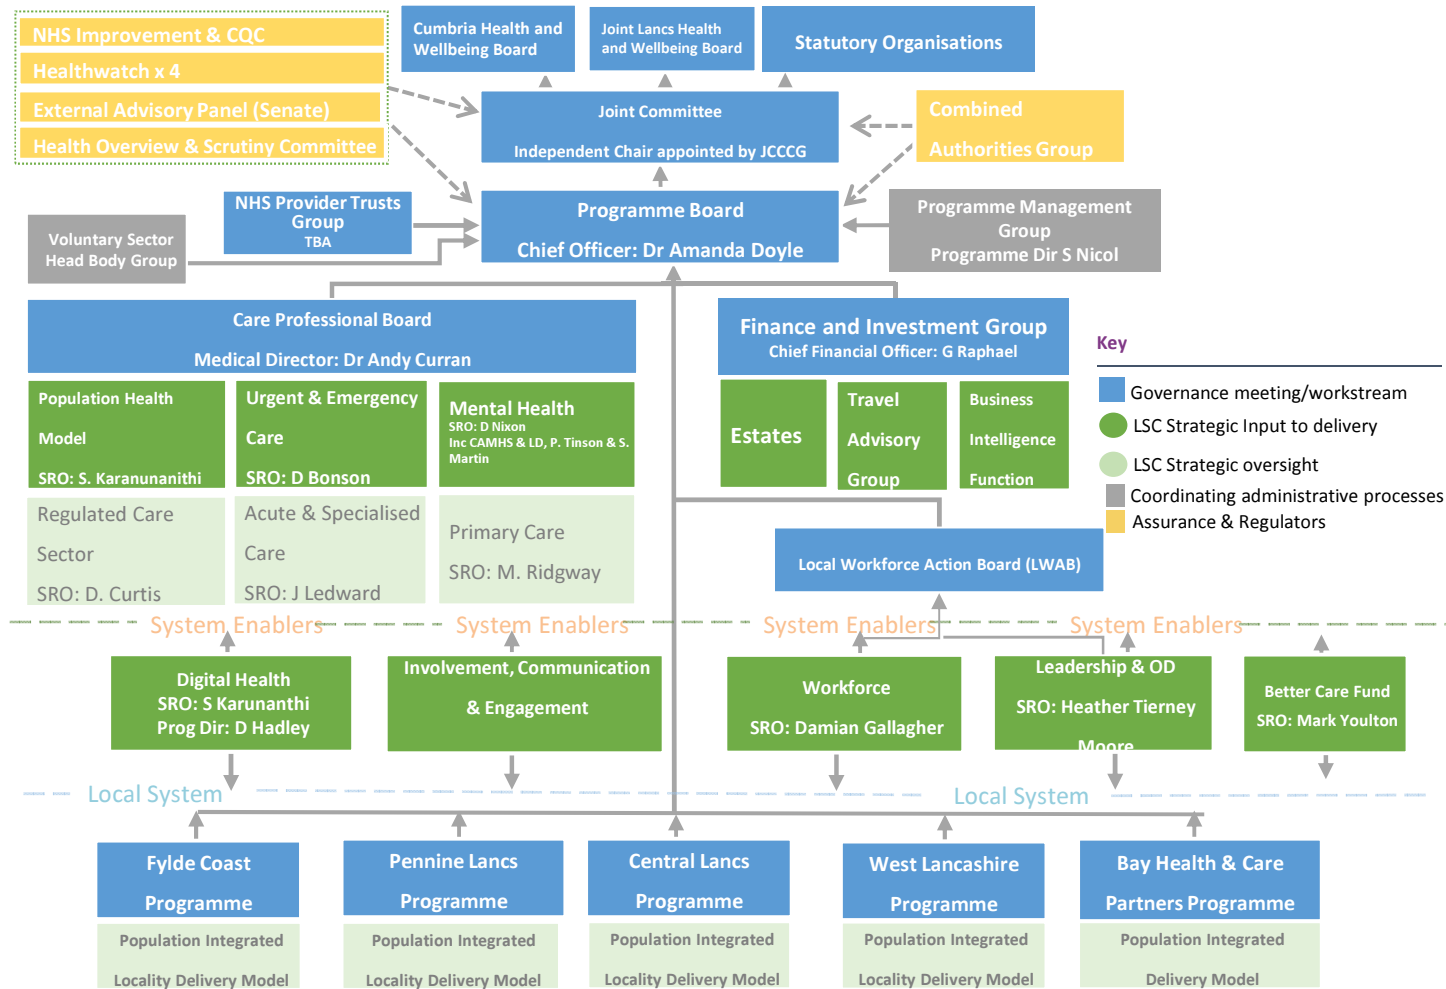 NHS Improvement & CQC
Healthwatch x 4
External Advisory Panel (Senate)
Health Overview & Scrutiny Committee
Cumbria Health and
Wellbeing Board
Joint Lancs Health
and Wellbeing Board
Statutory Organisations
Joint Committee
Independent Chair appointed by JCCCG
Combined
Authorities Group
NHS Provider Trusts
Group
TBA
Voluntary Sector
Head Body Group
Programme Board
Chief Officer: Dr Amanda Doyle
Programme Management
Group
Programme Dir S Nicol
Care Professional Board
Medical Director: Dr Andy Curran
Finance and Investment Group
Chief Financial Officer: G Raphael
Key
Governance meeting/workstream
LSC Strategic Input to delivery
LSC Strategic oversight
Coordinating administrative processes
Assurance & Regulators
Population Health
Model
SRO: S. Karanunanithi
Urgent & Emergency
Care
SRO: D Bonson
Mental Health
SRO: D Nixon
Inc CAMHS & LD, P. Tinson & S.
Martin
Estates
Travel
Advisory
Group
Business
Intelligence
Function
Regulated Care
Sector
SRO: D. Curtis
Acute & Specialised
Care
SRO: J Ledward
Primary Care
SRO: M. Ridgway
Local Workforce Action Board (LWAB)
System Enablers
System Enablers
System Enablers
System Enablers
Digital Health
SRO: S Karunanthi
Prog Dir: D Hadley
Involvement, Communication
& Engagement
Workforce
SRO: Damian Gallagher
Leadership & OD
SRO: Heather Tierney
Moore
Better Care Fund
SRO: Mark Youlton
Local System
Local System
Fylde Coast
Programme
Pennine Lancs
Programme
Central Lancs
Programme
West Lancashire
Programme
Bay Health & Care
Partners Programme
Population Integrated
Locality Delivery Model
Population Integrated
Locality Delivery Model
Population Integrated
Locality Delivery Model
Population Integrated
Locality Delivery Model
Population Integrated
Delivery Model